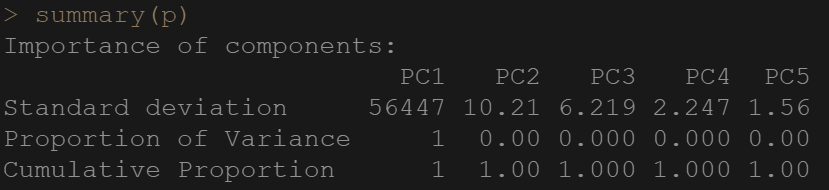 > summary(p)
Importance of components:
PC1 PC2 PC3 PC4 PC5
Standard deviation 56447 10.21 6.219 2.247 1.56
Proportion of Variance 1 0.00 0.000 0.000 0.00
Cumulative Proportion 1 1.00 1.000 1.000 1.00